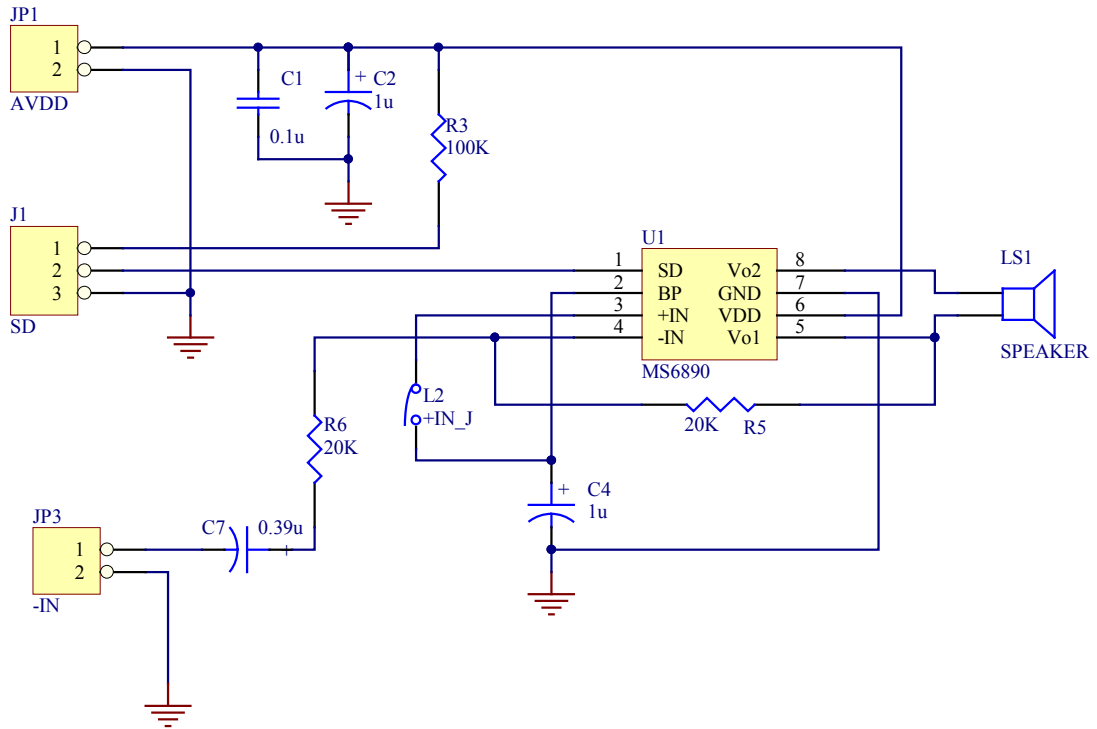 JP1
1
2
AVDD
C1
0.1u
+ C2
1u
R3
100K
J1
1
2
3
SD
U1
1 SD Vo2 8
2 BP GND 7
3 +IN VDD 6
4 -IN Vo1 5
MS6890
LS1
SPEAKER
L2
+IN_J
R6
20K
20K R5
+ C4
1u
JP3
1
2
-IN
C7 0.39u
+